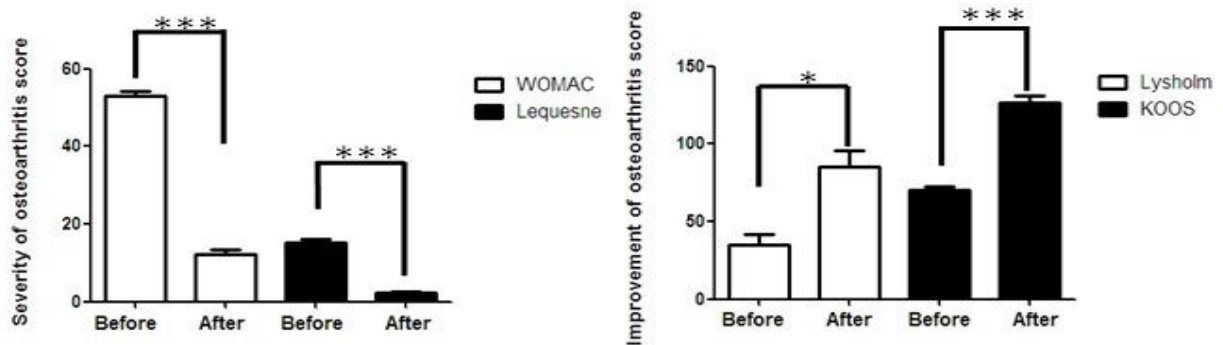 Severity of osteoarthritis score
60
40
20
0
***
***
WOMAC
Lequesne
Before After Before After
Improvement of osteoarthritis score
150
100
50
0
*
***
Lysholm
KOOS
Before After Before After